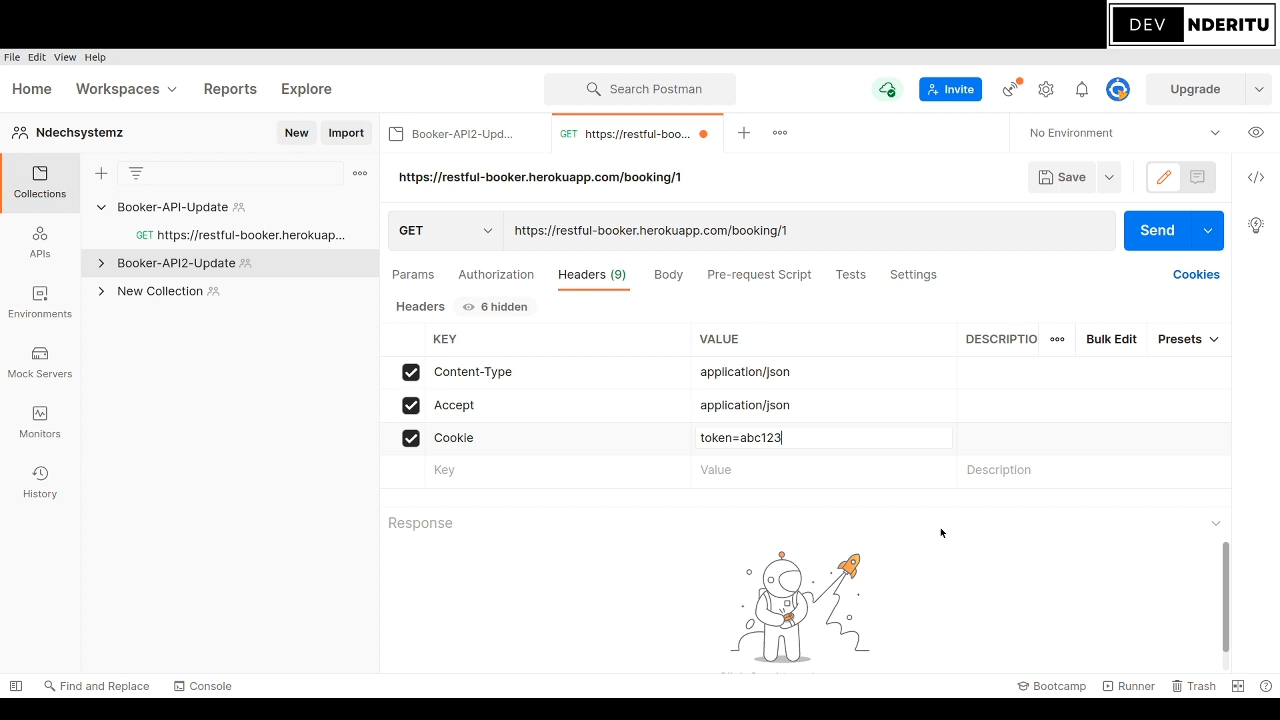 DEV NDERITU
File Edit View Help
Home Workspaces Reports Explore Search Postman Invite Upgrade
Ndechsystemz New Import Booker-API2-Upd... GET https://restful-boo... No Environment
Collections
APIs
Environments
Mock Servers
Monitors
History
Booker-API-Update
GET https://restful-booker.herokuap...
Booker-API2-Update
New Collection
https://restful-booker.herokuapp.com/booking/1 Save
GET https://restful-booker.herokuapp.com/booking/1 Send
Params Authorization Headers (9) Body Pre-request Script Tests Settings Cookies
Headers 6 hidden
KEY VALUE DESCRIPTIO Bulk Edit Presets
Content-Type application/json
Accept application/json
Cookie token=abc123
Key Value Description
Response
Find and Replace Console Bootcamp Runner Trash